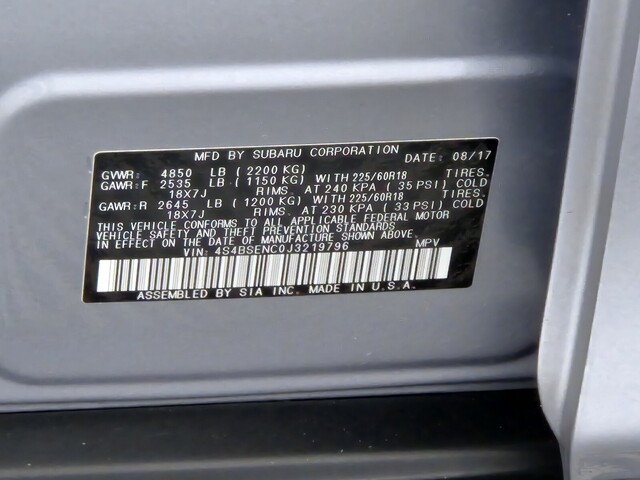 MFD BY SUBARU CORPORATION DATE: 08/17
GVWR: 4850 LB ( 2200 KG)
GAWR:F 2535 LB ( 1150 KG) WITH 225/60R18 TIRES.
18X7J RIMS. AT 240 KPA ( 35 PSI) COLD
GAWR:R 2645 LB ( 1200 KG) WITH 225/60R18 TIRES.
18X7J RIMS. AT 230 KPA ( 33 PSI) COLD
THIS VEHICLE CONFORMS TO ALL APPLICABLE FEDERAL MOTOR
VEHICLE SAFETY AND THEFT PREVENTION STANDARDS
IN EFFECT ON THE DATE OF MANUFACTURE SHOWN ABOVE.
VIN: 4S4BSENC0J3219796 MPV
ASSEMBLED BY SIA INC. MADE IN U.S.A.